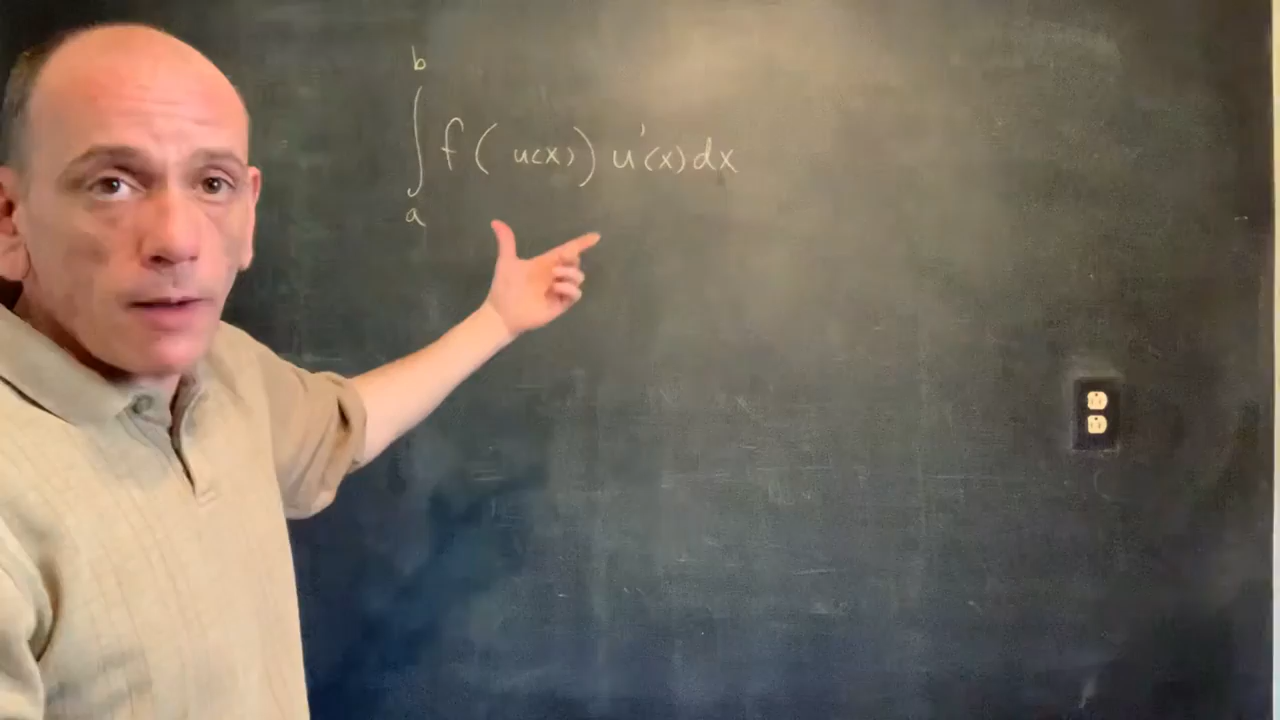 b
∫ f( u(x)) u'(x)dx
a